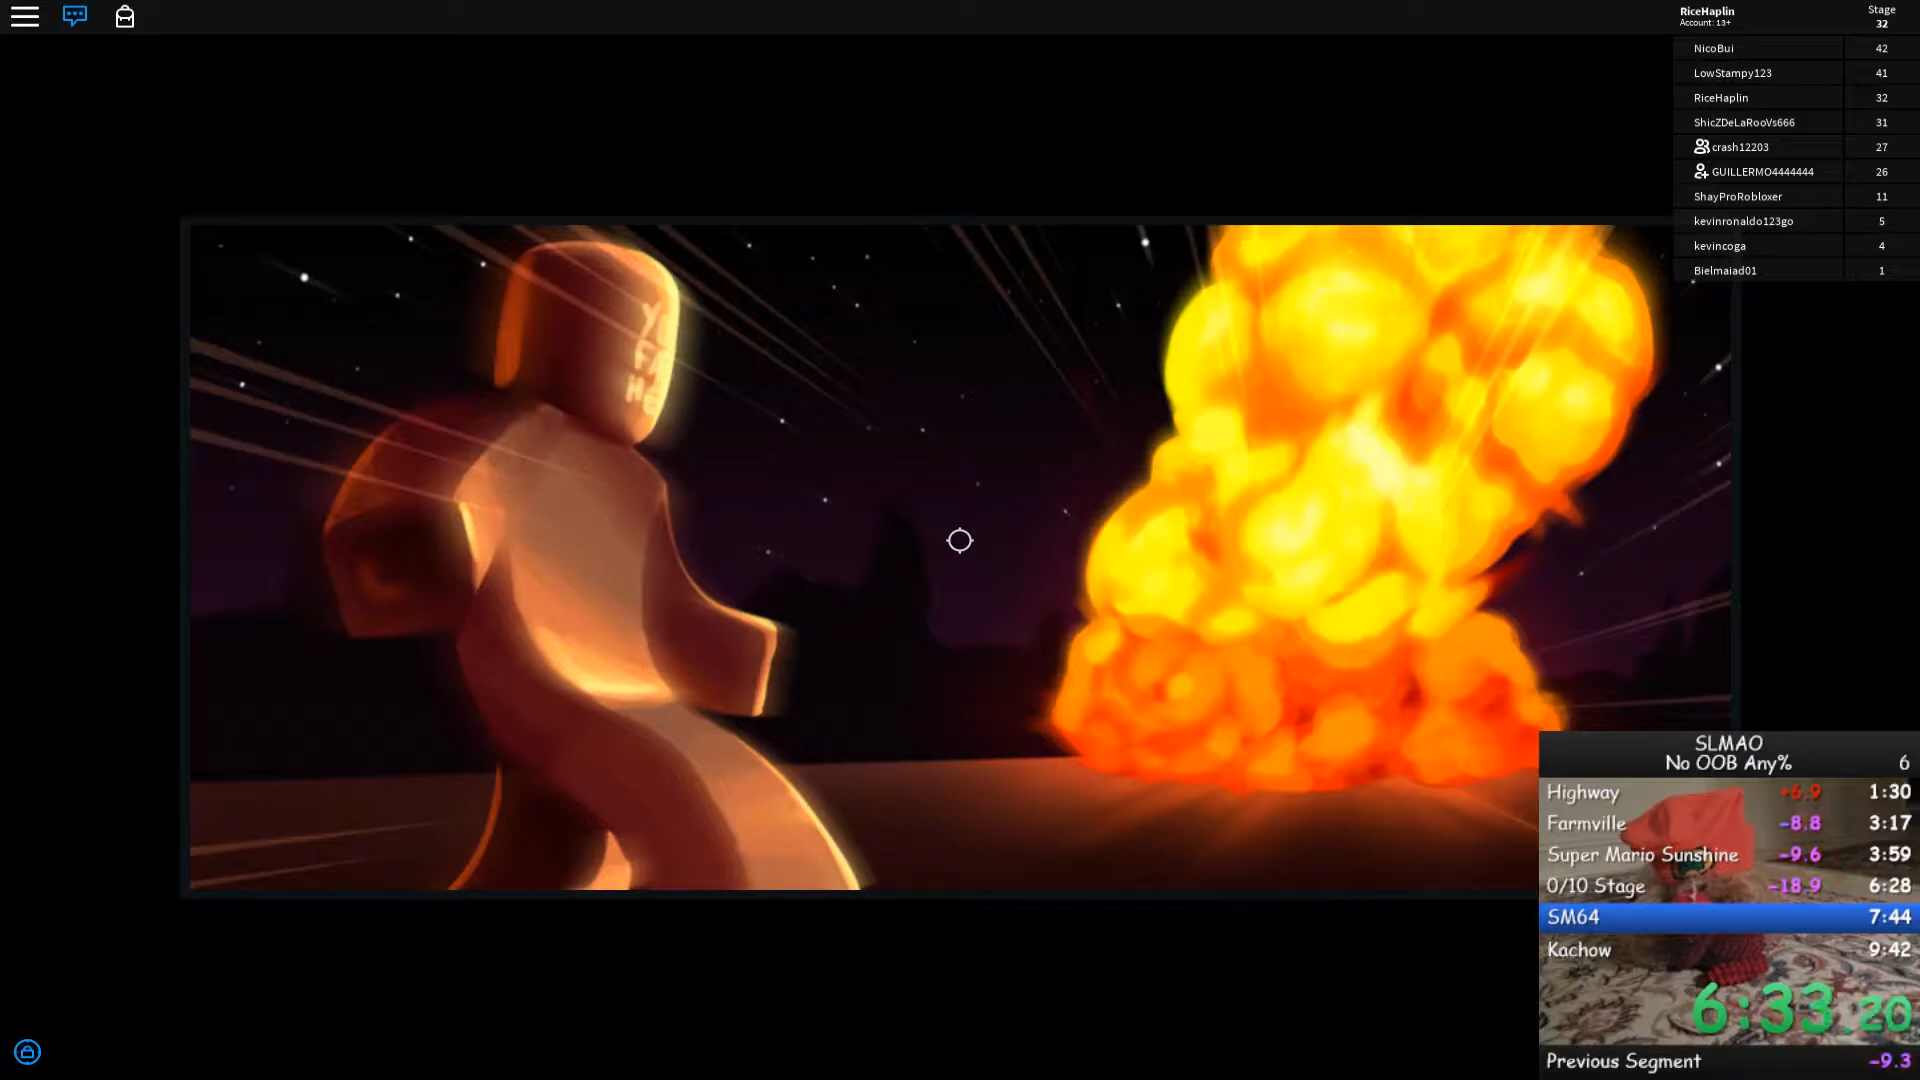 RiceHaplin
Account: 13+
Stage
32
NicoBui 42
LowStampy123 41
RiceHaplin 32
ShicZDeLaRooVs666 31
crash12203 27
GUILLERMO4444444 26
ShayProRobloxer 11
kevinronaldo123go 5
kevincoga 4
Bielmaiad01 1
SLMAO
No OOB Any% 6
Highway +6.9 1:30
Farmville -8.8 3:17
Super Mario Sunshine -9.6 3:59
0/10 Stage -18.9 6:28
SM64 7:44
Kachow 9:42
6:33.20
Previous Segment -9.3